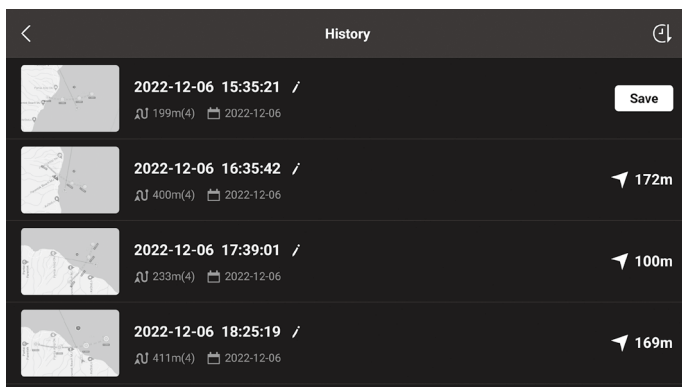 History
2022-12-06 15:35:21
199m(4) 2022-12-06
Save
2022-12-06 16:35:42
400m(4) 2022-12-06
172m
2022-12-06 17:39:01
233m(4) 2022-12-06
100m
2022-12-06 18:25:19
411m(4) 2022-12-06
169m